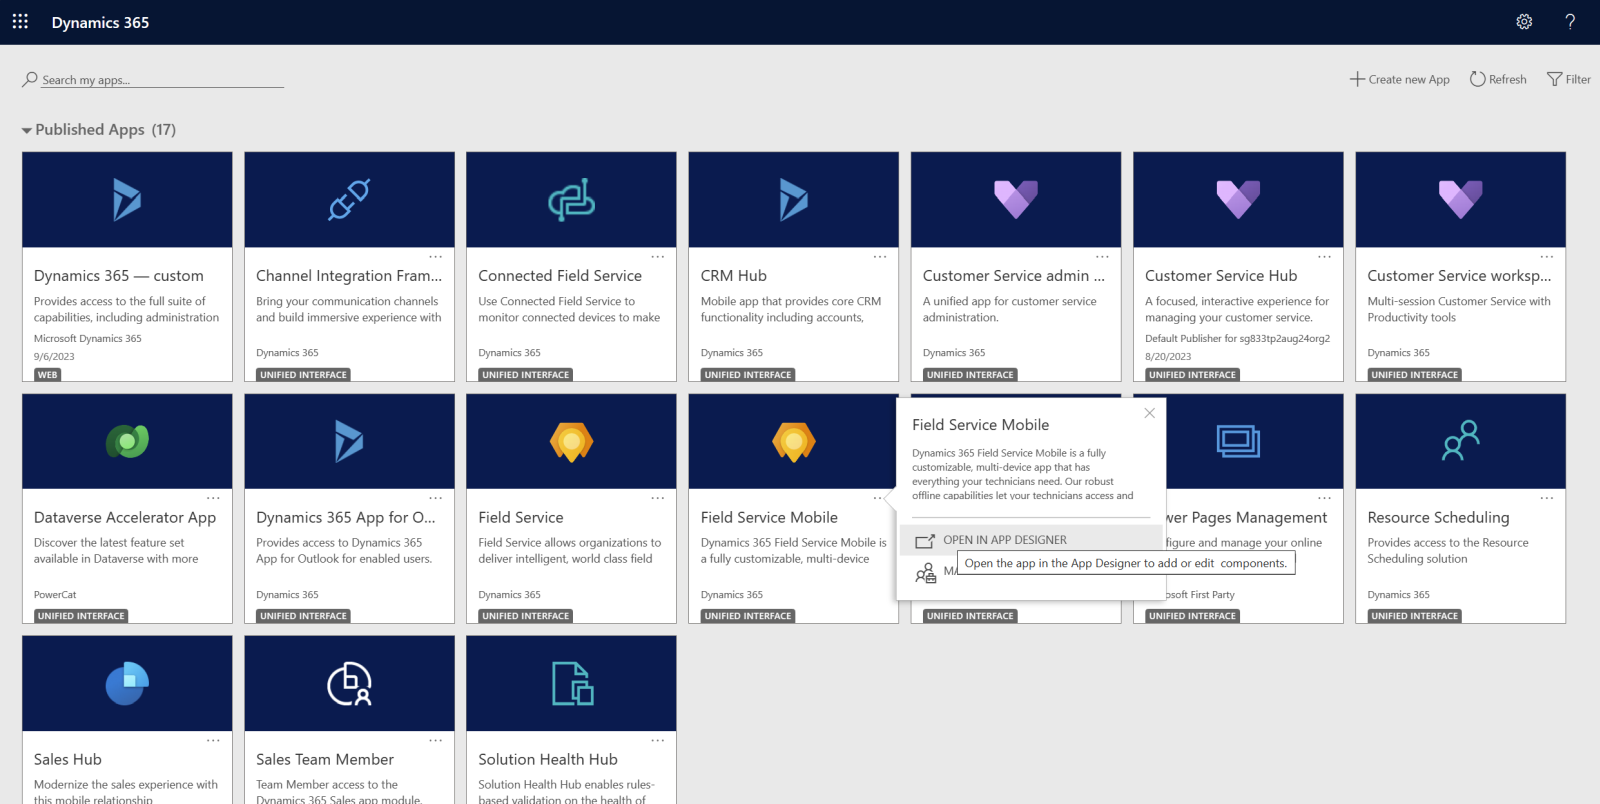 Dynamics 365
?
Search my apps...
Create new App
Refresh
Filter
Published Apps (17)
Dynamics 365 — custom
Provides access to the full suite of
capabilities, including administration
Microsoft Dynamics 365
9/6/2023
WEB
Channel Integration Fram...
Bring your communication channels
and build immersive experience with
Dynamics 365
UNIFIED INTERFACE
Connected Field Service
Use Connected Field Service to
monitor connected devices to make
Dynamics 365
UNIFIED INTERFACE
CRM Hub
Mobile app that provides core CRM
functionality including accounts,
Dynamics 365
UNIFIED INTERFACE
Customer Service admin ...
A unified app for customer service
administration.
Dynamics 365
UNIFIED INTERFACE
Customer Service Hub
A focused, interactive experience for
managing your customer service.
Default Publisher for sg833tp2aug24org2
8/20/2023
UNIFIED INTERFACE
Customer Service worksp...
Multi-session Customer Service with
Productivity tools
Dynamics 365
UNIFIED INTERFACE
Dataverse Accelerator App
Discover the latest feature set
available in Dataverse with more
PowerCat
UNIFIED INTERFACE
Dynamics 365 App for O...
Provides access to Dynamics 365
App for Outlook for enabled users.
Dynamics 365
UNIFIED INTERFACE
Field Service
Field Service allows organizations to
deliver intelligent, world class field
Dynamics 365
UNIFIED INTERFACE
Field Service Mobile
Dynamics 365 Field Service Mobile is
a fully customizable, multi-device
Dynamics 365
UNIFIED INTERFACE
Field Service Mobile
Dynamics 365 Field Service Mobile is a fully
customizable, multi-device app that has
everything your technicians need. Our robust
offline capabilities let your technicians access and
OPEN IN APP DESIGNER
Open the app in the App Designer to add or edit components.
UNIFIED INTERFACE
Pages Management
and manage your online
First Party
UNIFIED INTERFACE
Resource Scheduling
Provides access to the Resource
Scheduling solution
Dynamics 365
UNIFIED INTERFACE
Sales Hub
Modernize the sales experience with
this mobile relationship
Sales Team Member
Team Member access to the
Dynamics 365 Sales app module.
Solution Health Hub
Solution Health Hub enables rules-
based validation on the health of